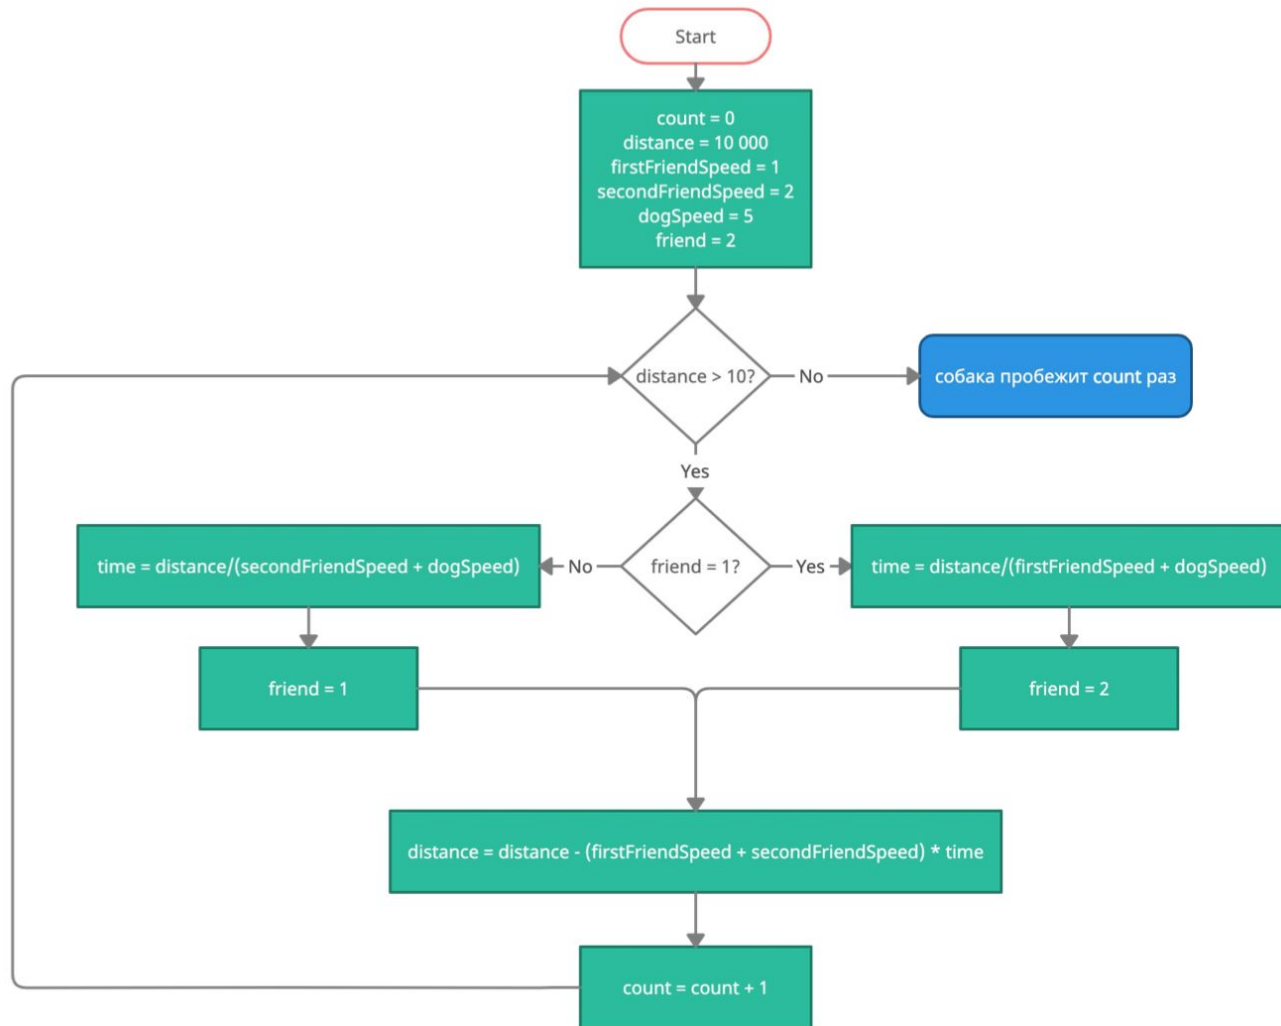 Start
count = 0
distance = 10 000
firstFriendSpeed = 1
secondFriendSpeed = 2
dogSpeed = 5
friend = 2
distance > 10?
No
собака пробежит count раз
Yes
time = distance/(secondFriendSpeed + dogSpeed)
No
friend = 1?
Yes
time = distance/(firstFriendSpeed + dogSpeed)
friend = 1
friend = 2
distance = distance - (firstFriendSpeed + secondFriendSpeed) * time
count = count + 1